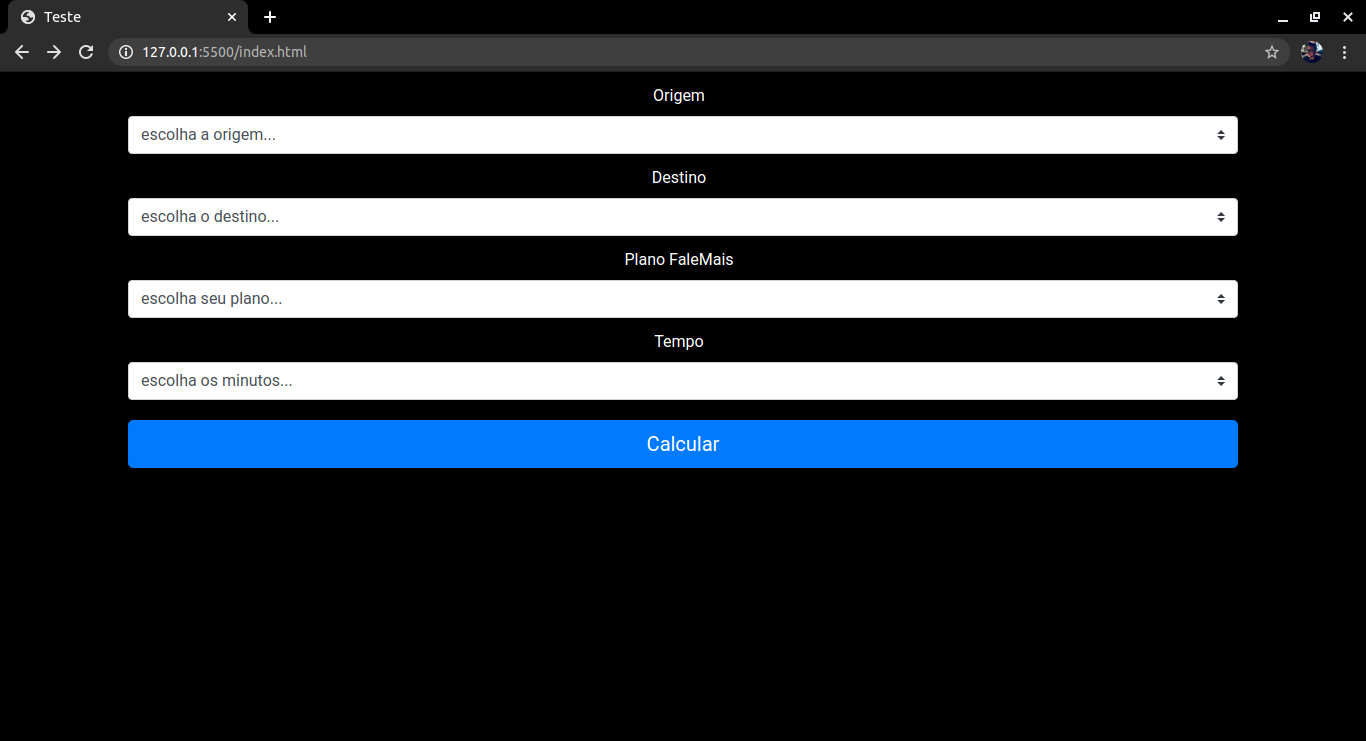 Teste
127.0.0.1:5500/index.html
Origem
escolha a origem...
Destino
escolha o destino...
Plano FaleMais
escolha seu plano...
Tempo
escolha os minutos...
Calcular